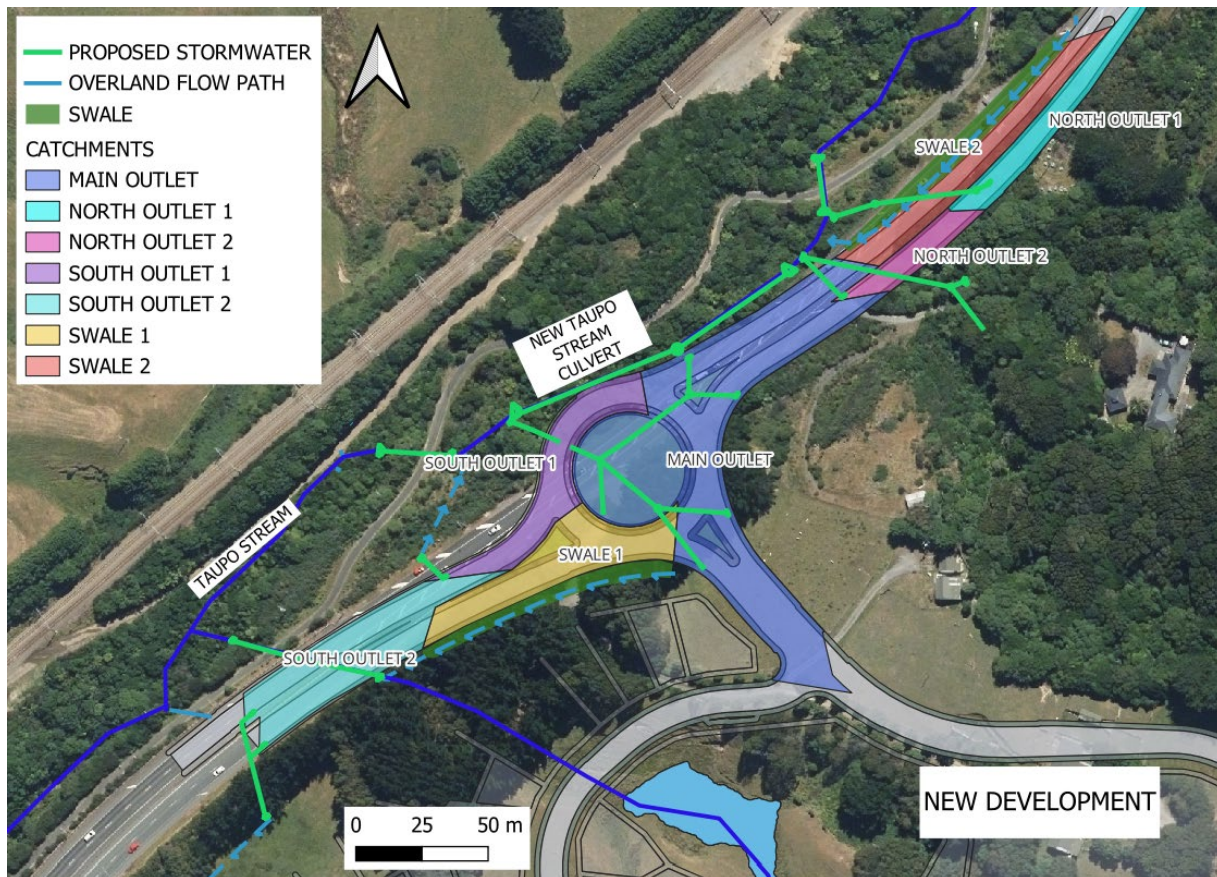 PROPOSED STORMWATER
OVERLAND FLOW PATH
SWALE
CATCHMENTS
MAIN OUTLET
NORTH OUTLET 1
NORTH OUTLET 2
SOUTH OUTLET 1
SOUTH OUTLET 2
SWALE 1
SWALE 2
NORTH OUTLET 1
SWALE 2
NORTH OUTLET 2
NEW TAUPO
STREAM
CULVERT
SOUTH OUTLET 1
MAIN OUTLET
TAUPO STREAM
SWALE 1
SOUTH OUTLET 2
NEW DEVELOPMENT
0 25 50 m